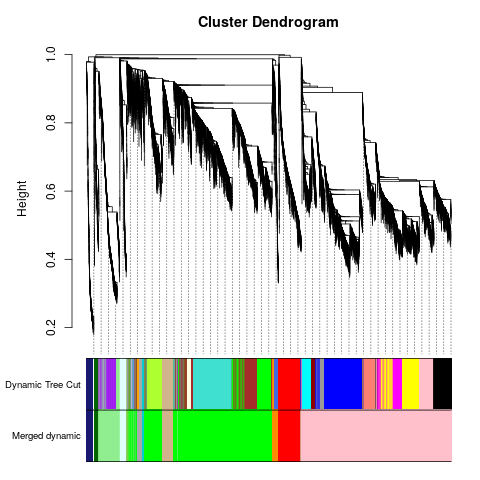 Cluster Dendrogram
1.0
0.8
Height
0.6
0.4
0.2
Dynamic Tree Cut
Merged dynamic